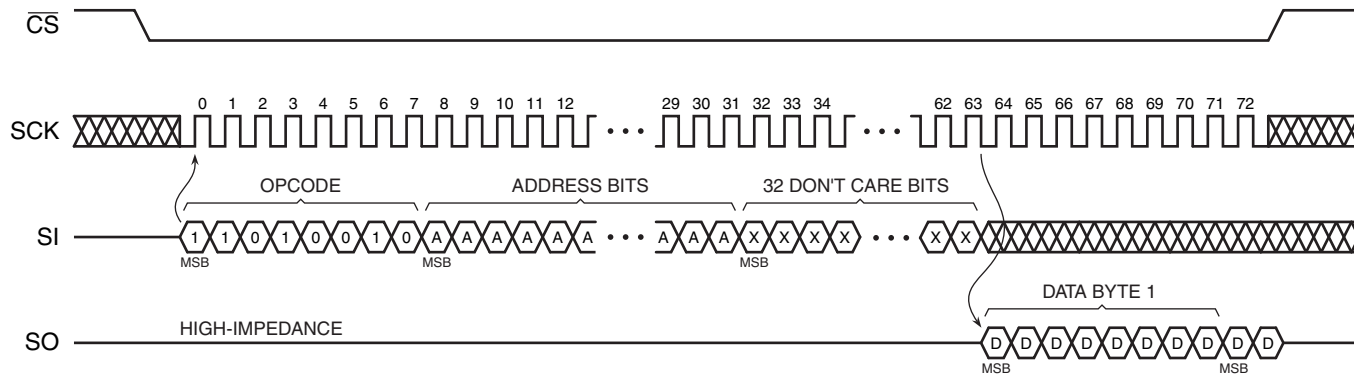 CS
0 1 2 3 4 5 6 7 8 9 10 11 12 29 30 31 32 33 34 62 63 64 65 66 67 68 69 70 71 72
SCK
OPCODE ADDRESS BITS 32 DON'T CARE BITS
SI 1 1 0 1 0 0 1 0 A A A A A A A A A X X X X X X
MSB MSB MSB
DATA BYTE 1
HIGH-IMPEDANCE
SO D D D D D D D D D D
MSB MSB